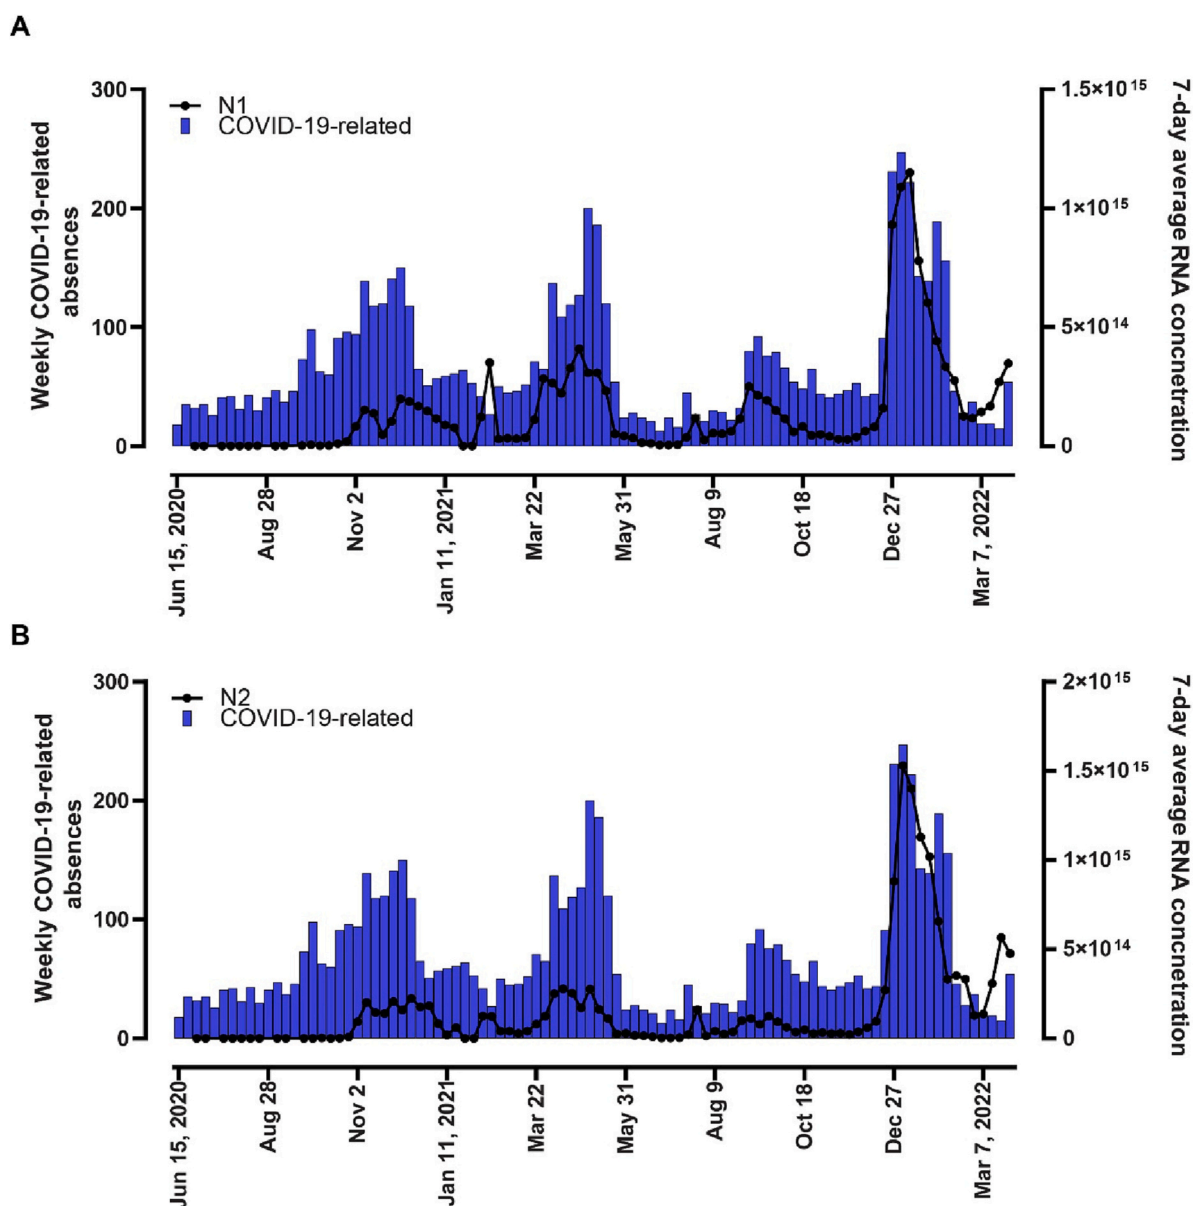 A
Weekly COVID-19-related
absences
300
200
100
0
N1
COVID-19-related
1.5×10¹⁵
1×10¹⁵
5×10¹⁴
0
7-day average RNA concnetration
Jun 15, 2020
Aug 28
Nov 2
Jan 11, 2021
Mar 22
May 31
Aug 9
Oct 18
Dec 27
Mar 7, 2022
B
Weekly COVID-19-related
absences
300
200
100
0
N2
COVID-19-related
2×10¹⁵
1.5×10¹⁵
1×10¹⁵
5×10¹⁴
0
7-day average RNA concnetration
Jun 15, 2020
Aug 28
Nov 2
Jan 11, 2021
Mar 22
May 31
Aug 9
Oct 18
Dec 27
Mar 7, 2022